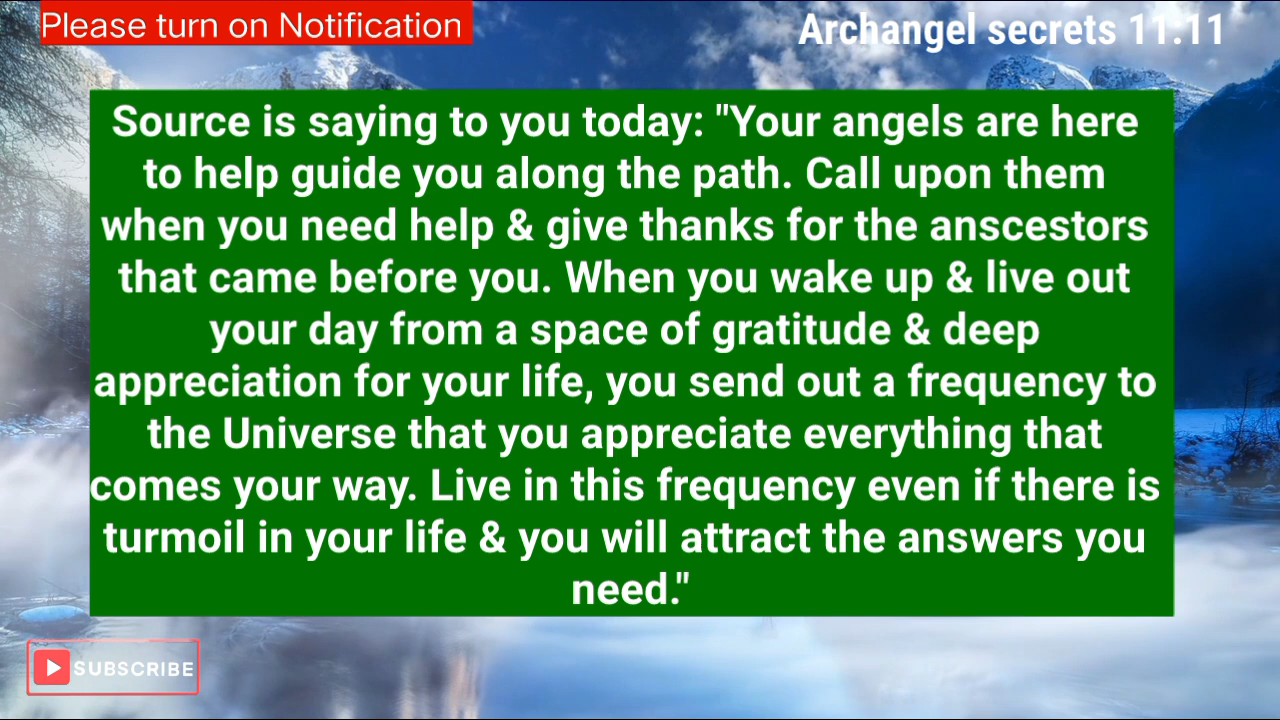 Please turn on Notification
Archangel secrets 11:11
Source is saying to you today: "Your angels are here
to help guide you along the path. Call upon them
when you need help & give thanks for the anscestors
that came before you. When you wake up & live out
your day from a space of gratitude & deep
appreciation for your life, you send out a frequency to
the Universe that you appreciate everything that
comes your way. Live in this frequency even if there is
turmoil in your life & you will attract the answers you
need."
SUBSCRIBE